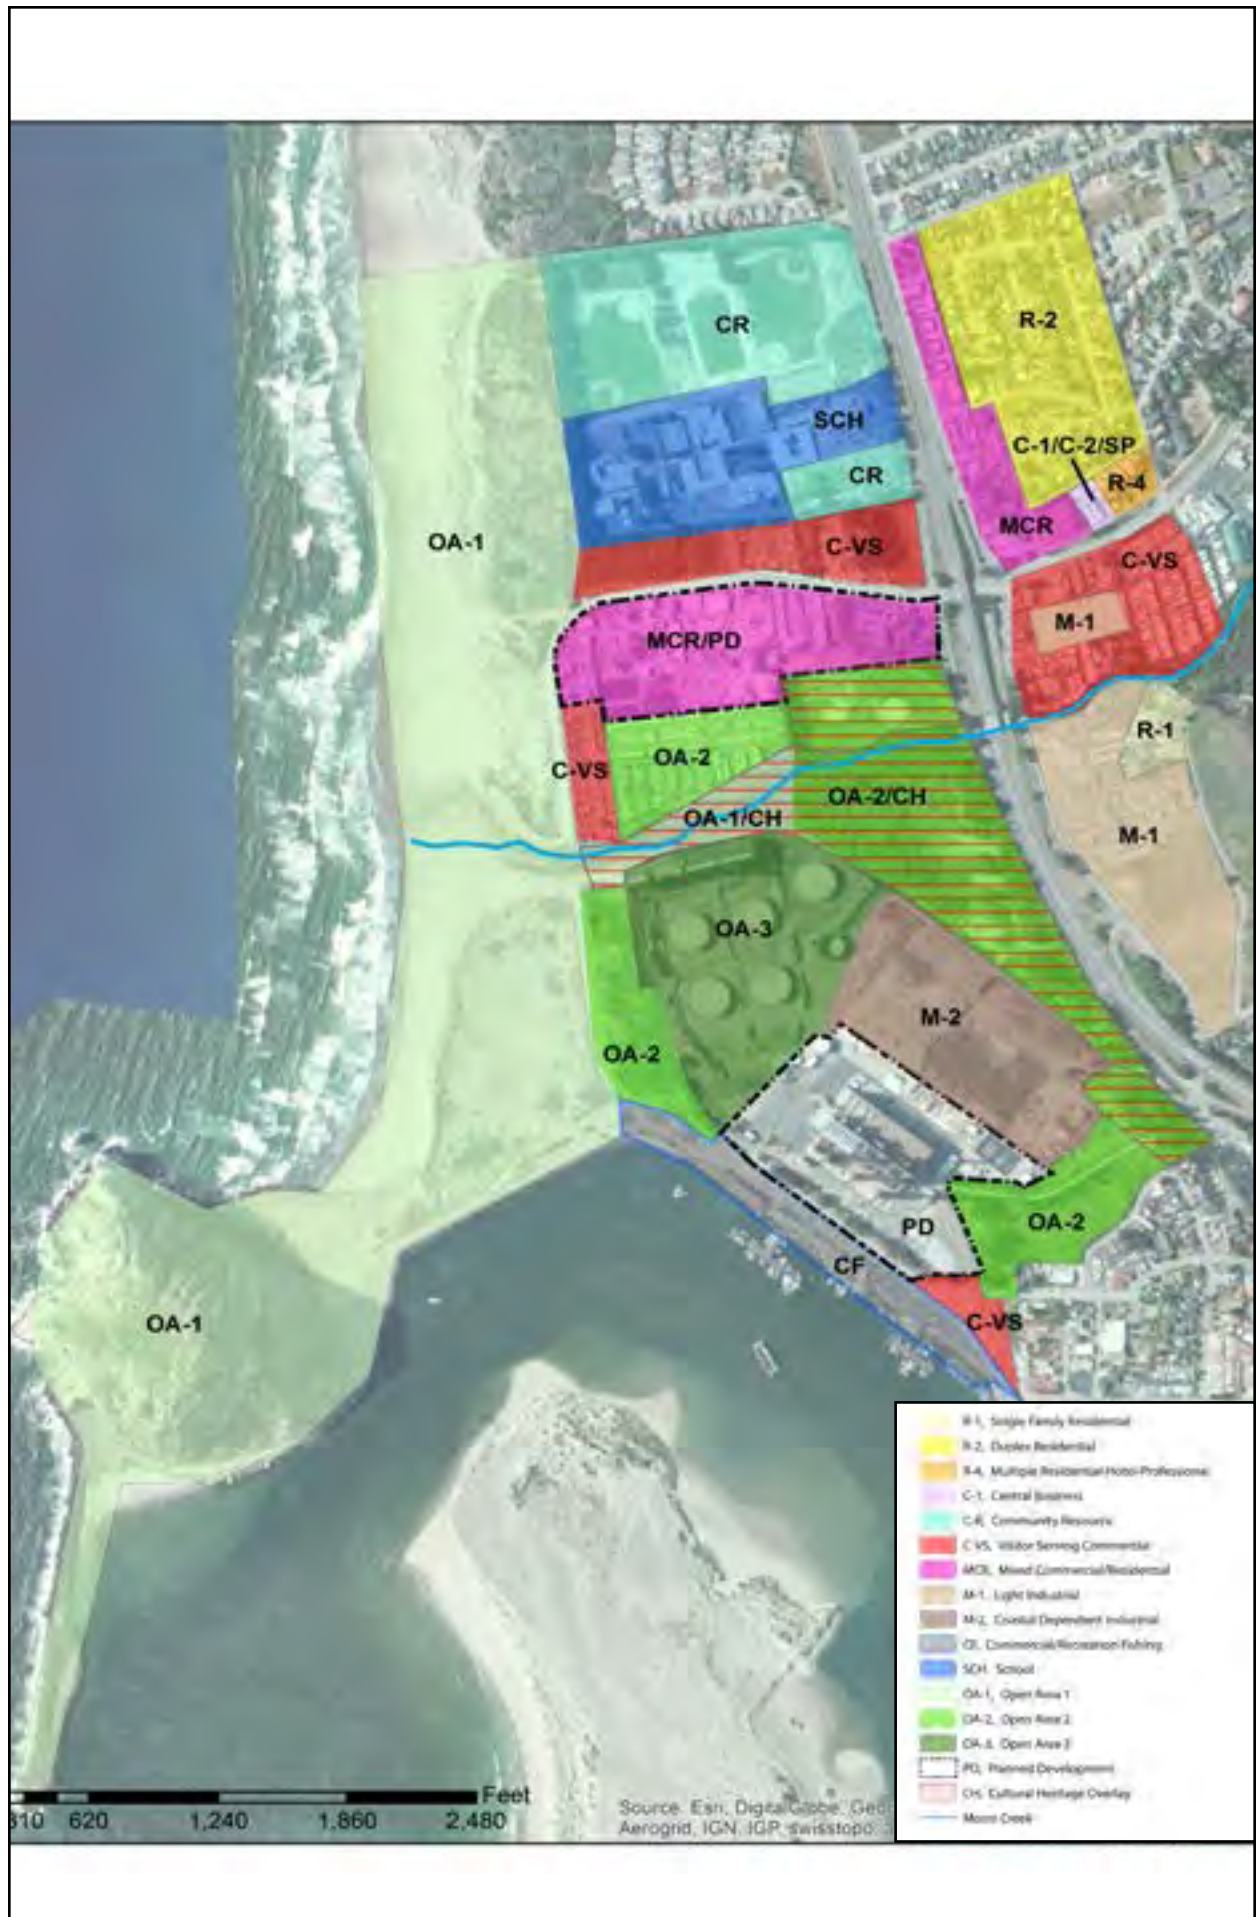 CR
R-2
SCH
C-1/C-2/SP
CR
R-4
MCR
OA-1
C-VS
C-VS
M-1
MCR/PD
R-1
OA-2
C-VS
OA-2/CH
OA-1/CH
M-1
OA-3
M-2
OA-2
PD
OA-2
CF
C-VS
OA-1
R-1, Single Family Residential
R-2, Duplex Residential
R-4, Multiple Residential-Hotel-Professional
C-1, Central Business
C-R, Community Resource
C-VS, Visitor Serving Commercial
MCR, Mixed Commercial/Residential
M-1, Light Industrial
M-2, Coastal Dependent Industrial
CF, Commercial/Recreation Fishing
SCH, School
OA-1, Open Area 1
OA-2, Open Area 2
OA-3, Open Area 3
PD, Planned Development
CH, Cultural Heritage Overlay
Morro Creek
Feet
310 620 1,240 1,860 2,480
Source: Esri, DigitalGlobe,
Aerogrid, IGN, IGP, swisstopo,